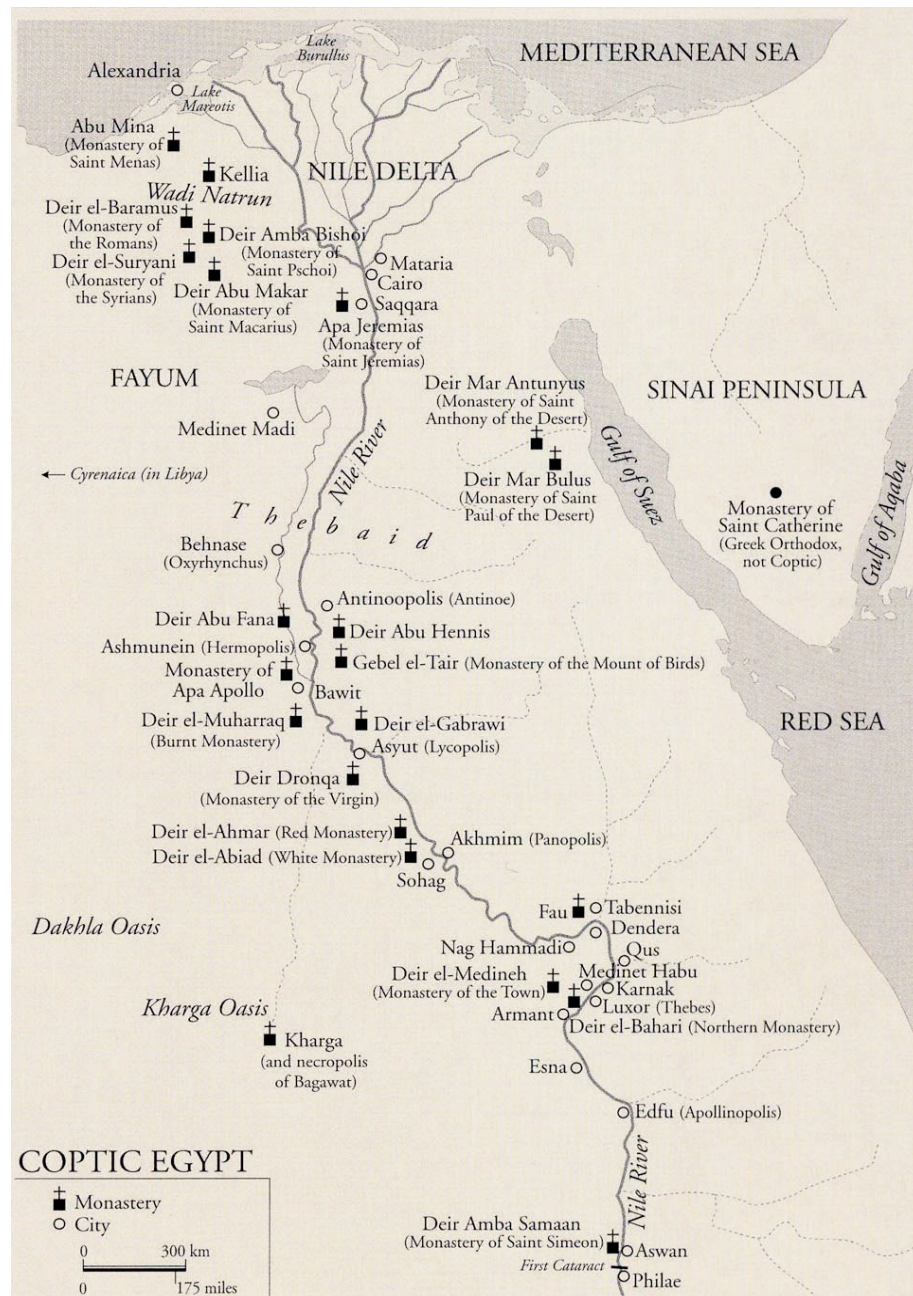 Lake
Burullus
MEDITERRANEAN SEA
Alexandria
Lake
Mareotis
Abu Mina
(Monastery of
Saint Menas)
Kellia
NILE DELTA
Wadi Natrun
Deir el-Baramus
(Monastery of
the Romans)
Deir Amba Bishoi
(Monastery of
Saint Pschoi)
Deir el-Suryani
(Monastery of
the Syrians)
Mataria
Cairo
Deir Abu Makar
(Monastery of
Saint Macarius)
Saqqara
Apa Jeremias
(Monastery of
Saint Jeremias)
FAYUM
Deir Mar Antunyus
(Monastery of Saint
Anthony of the Desert)
SINAI PENINSULA
Medinet Madi
Nile River
Gulf of Suez
Deir Mar Bulus
(Monastery of Saint
Paul of the Desert)
← Cyrenaica (in Libya)
Monastery of
Saint Catherine
(Greek Orthodox,
not Coptic)
Gulf of Aqaba
Thebaid
Behnase
(Oxyrhynchus)
Antinoopolis (Antinoe)
Deir Abu Fana
Deir Abu Hennis
Ashmunein (Hermopolis)
Gebel el-Tair (Monastery of the Mount of Birds)
Monastery of
Apa Apollo
Bawit
Deir el-Muharraq
(Burnt Monastery)
Deir el-Gabrawi
RED SEA
Asyut (Lycopolis)
Deir Dronqa
(Monastery of the Virgin)
Deir el-Ahmar (Red Monastery)
Akhmim (Panopolis)
Deir el-Abiad (White Monastery)
Sohag
Fau
Tabennisi
Dakhla Oasis
Dendera
Nag Hammadi
Qus
Deir el-Medineh
(Monastery of the Town)
Medinet Habu
Karnak
Kharga Oasis
Luxor (Thebes)
Armant
Deir el-Bahari (Northern Monastery)
Kharga
(and necropolis
of Bagawat)
Esna
Edfu (Apollinopolis)
Nile River
COPTIC EGYPT
Monastery
City
0 300 km
0 175 miles
Deir Amba Samaan
(Monastery of Saint Simeon)
Aswan
First Cataract
Philae